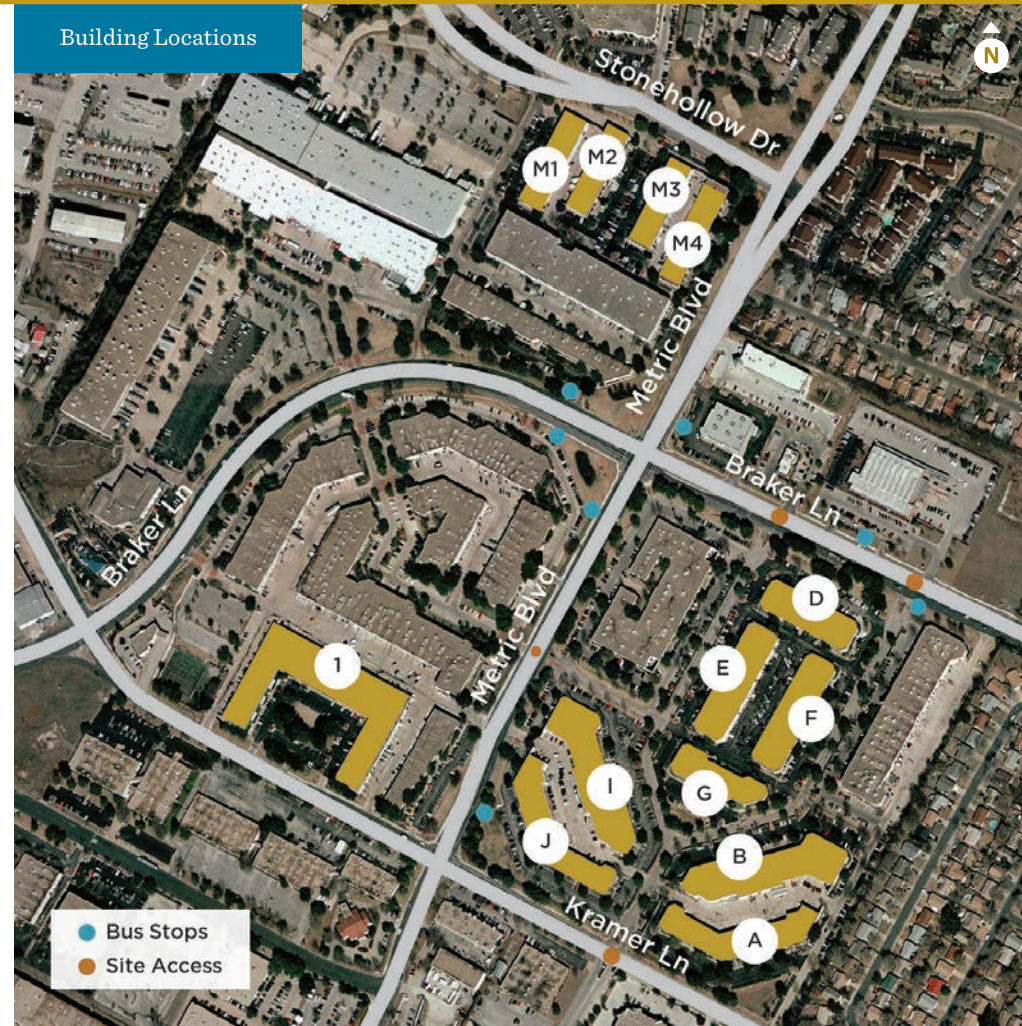 Building Locations
N
Stonehollow Dr
M1
M2
M3
M4
Metric Blvd
Braker Ln
Braker Ln
Metric Blvd
D
1
E
F
I
G
J
B
A
Kramer Ln
Bus Stops
Site Access